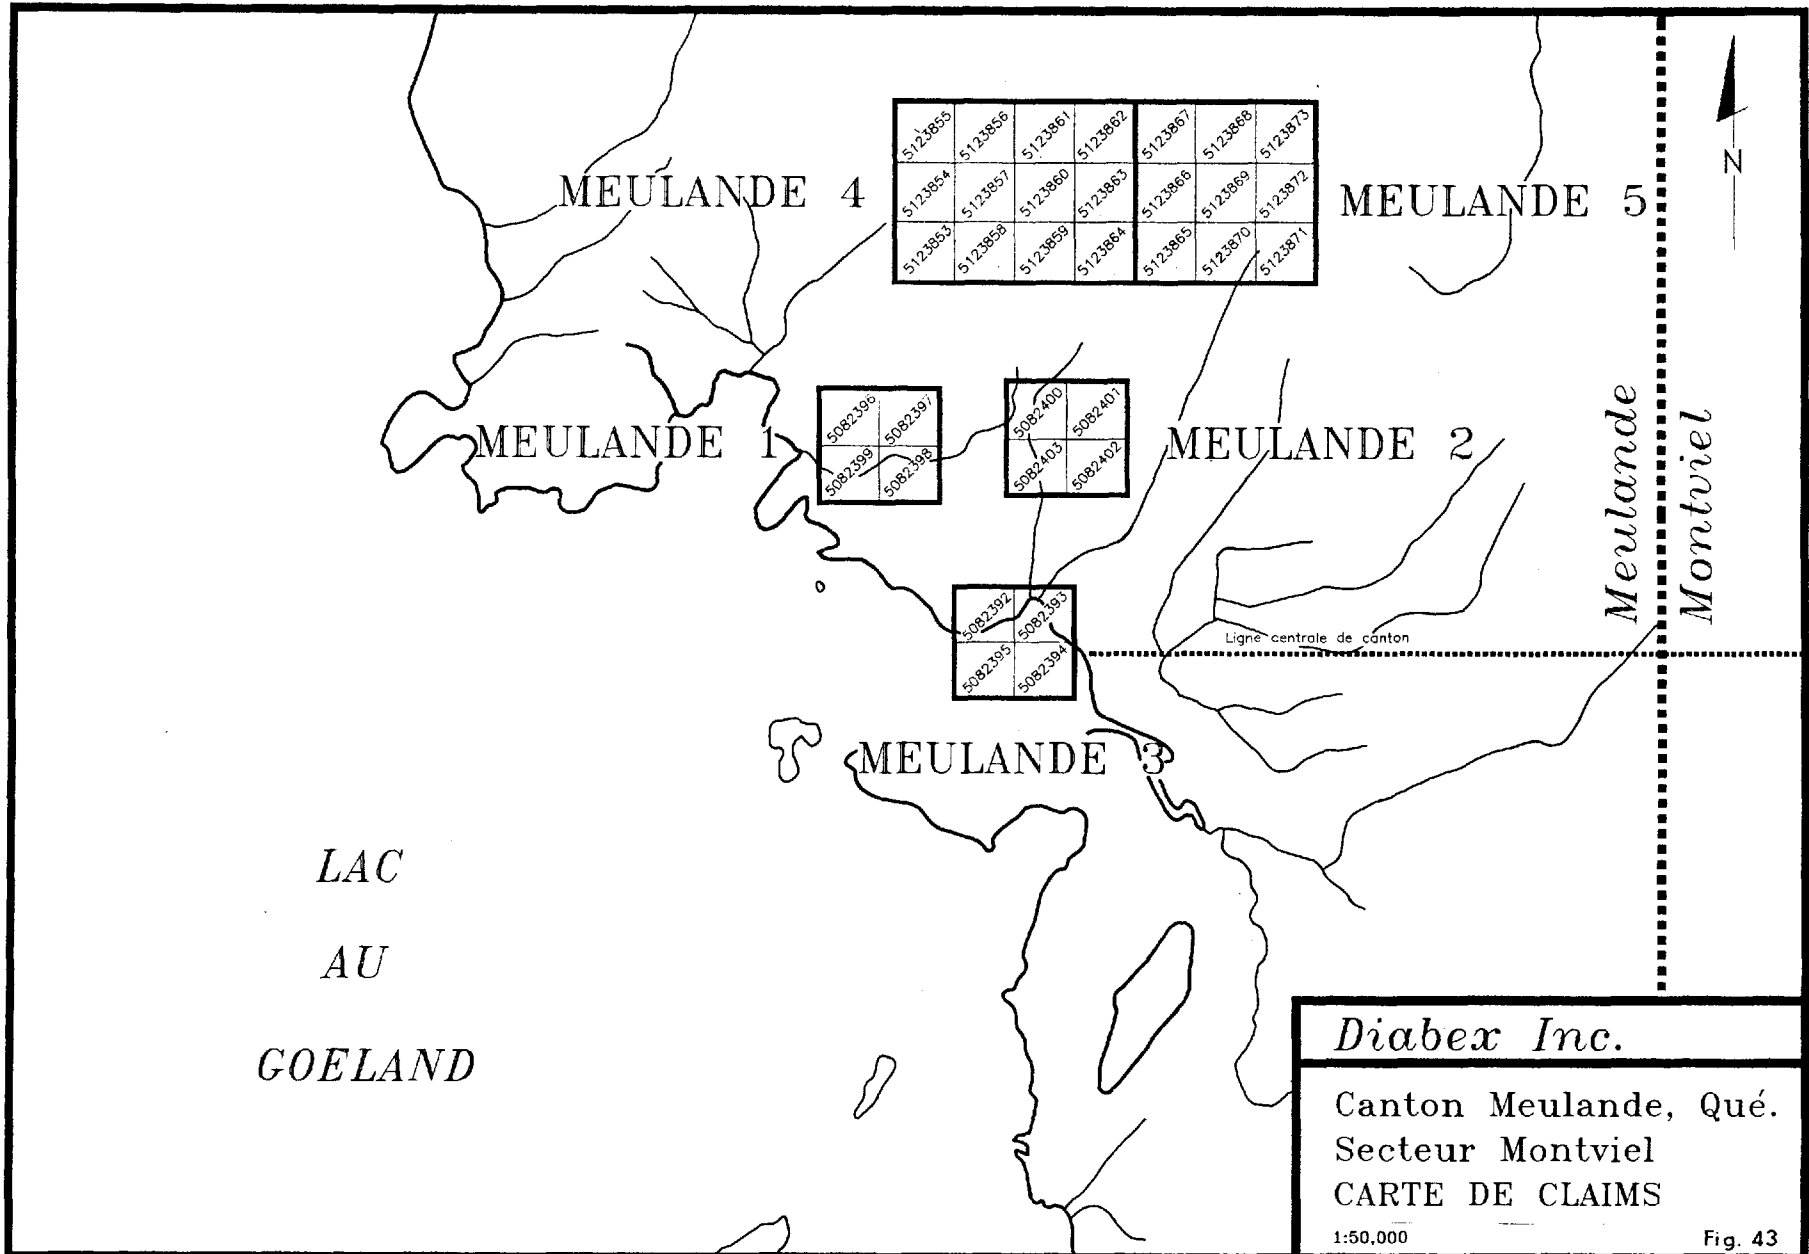 5123855 5123856 5123861 5123862 5123867 5123868 5123873
5123854 5123857 5123860 5123863 5123866 5123869 5123872
5123853 5123858 5123859 5123864 5123865 5123870 5123871
MEULANDE 4
MEULANDE 5
N
5082396 5082397
5082399 5082398
5082400 5082401
5082403 5082402
MEULANDE 1
MEULANDE 2
Meulande
Montviel
5082392 5082393
5082395 5082394
Ligne centrale de canton
MEULANDE 3
LAC
AU
GOELAND
Diabex Inc.
Canton Meulande, Qué.
Secteur Montviel
CARTE DE CLAIMS
1:50,000 Fig. 43